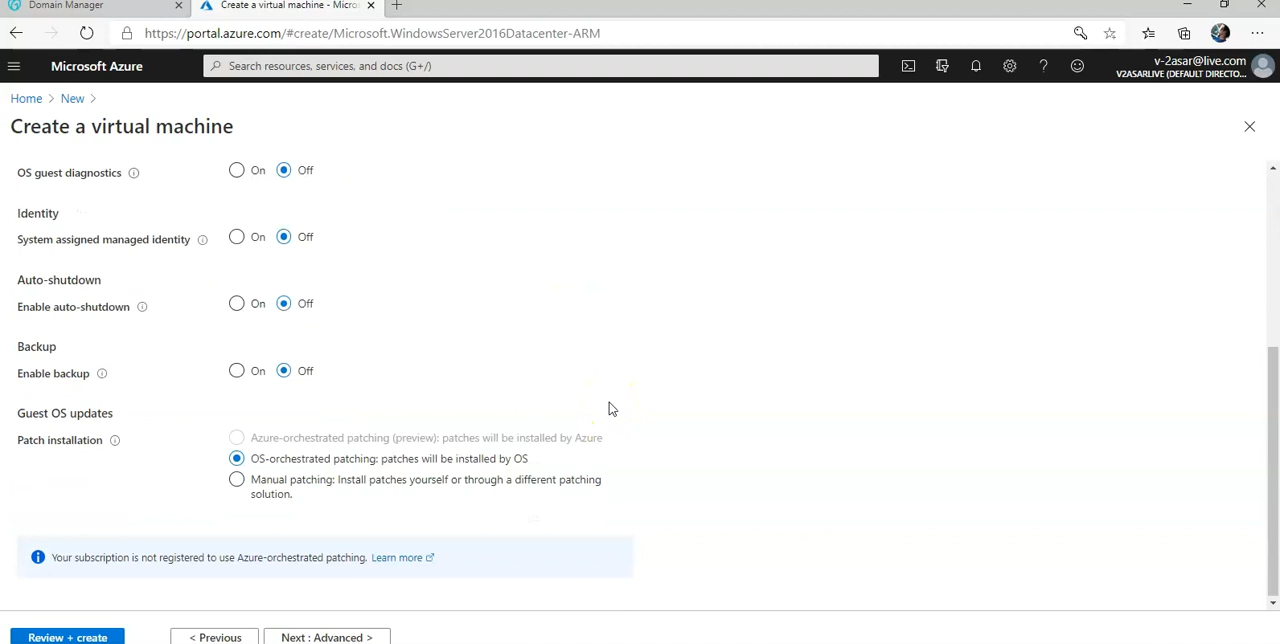 Domain Manager
Create a virtual machine - Micros
https://portal.azure.com/#create/Microsoft.WindowsServer2016Datacenter-ARM
Microsoft Azure
Search resources, services, and docs (G+/)
v-2asar@live.com
V2ASARLIVE (DEFAULT DIRECTO...
Home > New >
Create a virtual machine
OS guest diagnostics On Off
Identity
System assigned managed identity On Off
Auto-shutdown
Enable auto-shutdown On Off
Backup
Enable backup On Off
Guest OS updates
Patch installation Azure-orchestrated patching (preview): patches will be installed by Azure
OS-orchestrated patching: patches will be installed by OS
Manual patching: Install patches yourself or through a different patching
solution.
Your subscription is not registered to use Azure-orchestrated patching. Learn more
Review + create < Previous Next : Advanced >